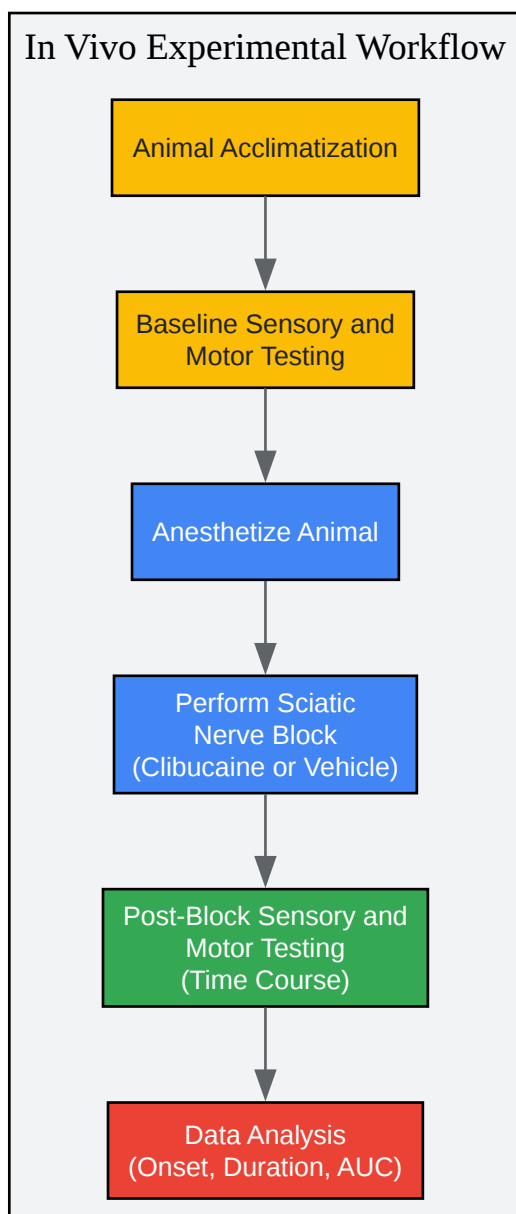 In Vivo Experimental Workflow
Animal Acclimatization
Baseline Sensory and
Motor Testing
Anesthetize Animal
Perform Sciatic
Nerve Block
(Clibucaine or Vehicle)
Post-Block Sensory and
Motor Testing
(Time Course)
Data Analysis
(Onset, Duration, AUC)